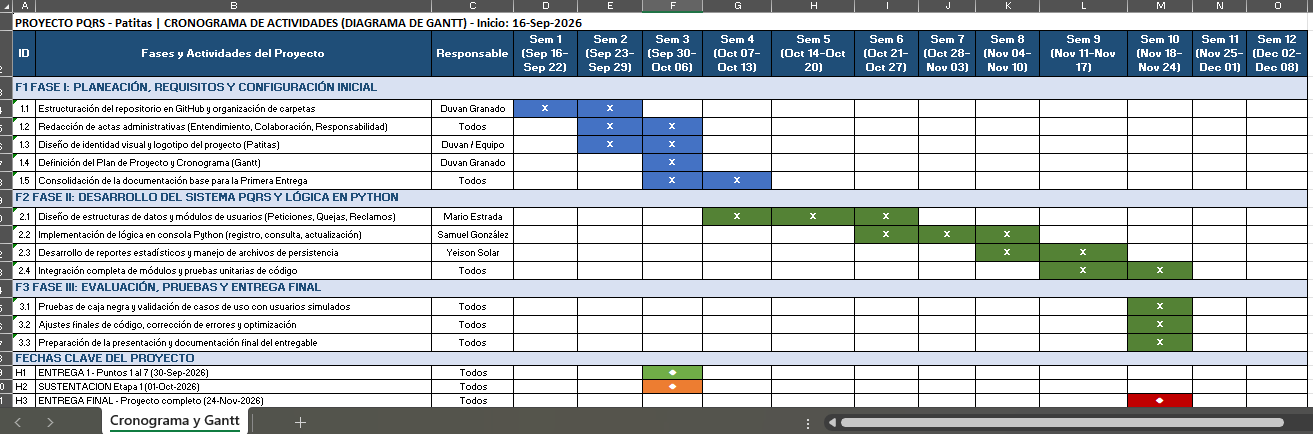 A B C D E F G H I J K L M N O
PROYECTO PQRS - Patitas | CRONOGRAMA DE ACTIVIDADES (DIAGRAMA DE GANTT) - Inicio: 16-Sep-2026
ID Fases y Actividades del Proyecto Responsable Sem 1 (Sep 16-Sep 22) Sem 2 (Sep 23-Sep 29) Sem 3 (Sep 30-Oct 06) Sem 4 (Oct 07-Oct 13) Sem 5 (Oct 14-Oct 20) Sem 6 (Oct 21-Oct 27) Sem 7 (Oct 28-Nov 03) Sem 8 (Nov 04-Nov 10) Sem 9 (Nov 11-Nov 17) Sem 10 (Nov 18-Nov 24) Sem 11 (Nov 25-Dec 01) Sem 12 (Dec 02-Dec 08)
F1 FASE I: PLANEACIÓN, REQUISITOS Y CONFIGURACIÓN INICIAL
1.1 Estructuración del repositorio en GitHub y organización de carpetas Duvan Granado X X
1.2 Redacción de actas administrativas (Entendimiento, Colaboración, Responsabilidad) Todos X X
1.3 Diseño de identidad visual y logotipo del proyecto (Patitas) Duvan / Equipo X X
1.4 Definición del Plan de Proyecto y Cronograma (Gantt) Duvan Granado X
1.5 Consolidación de la documentación base para la Primera Entrega Todos X X
F2 FASE II: DESARROLLO DEL SISTEMA PQRS Y LÓGICA EN PYTHON
2.1 Diseño de estructuras de datos y módulos de usuarios (Peticiones, Quejas, Reclamos) Mario Estrada X X X
2.2 Implementación de lógica en consola Python (registro, consulta, actualización) Samuel González X X X
2.3 Desarrollo de reportes estadísticos y manejo de archivos de persistencia Yeison Solar X X
2.4 Integración completa de módulos y pruebas unitarias de código Todos X X
F3 FASE III: EVALUACIÓN, PRUEBAS Y ENTREGA FINAL
3.1 Pruebas de caja negra y validación de casos de uso con usuarios simulados Todos X
3.2 Ajustes finales de código, corrección de errores y optimización Todos X
3.3 Preparación de la presentación y documentación final del entregable Todos X
FECHAS CLAVE DEL PROYECTO
H1 ENTREGA 1 - Puntos 1 al 7 (30-Sep-2026) Todos
H2 SUSTENTACION Etapa 1 (01-Oct-2026) Todos
H3 ENTREGA FINAL - Proyecto completo (24-Nov-2026) Todos
Cronograma y Gantt